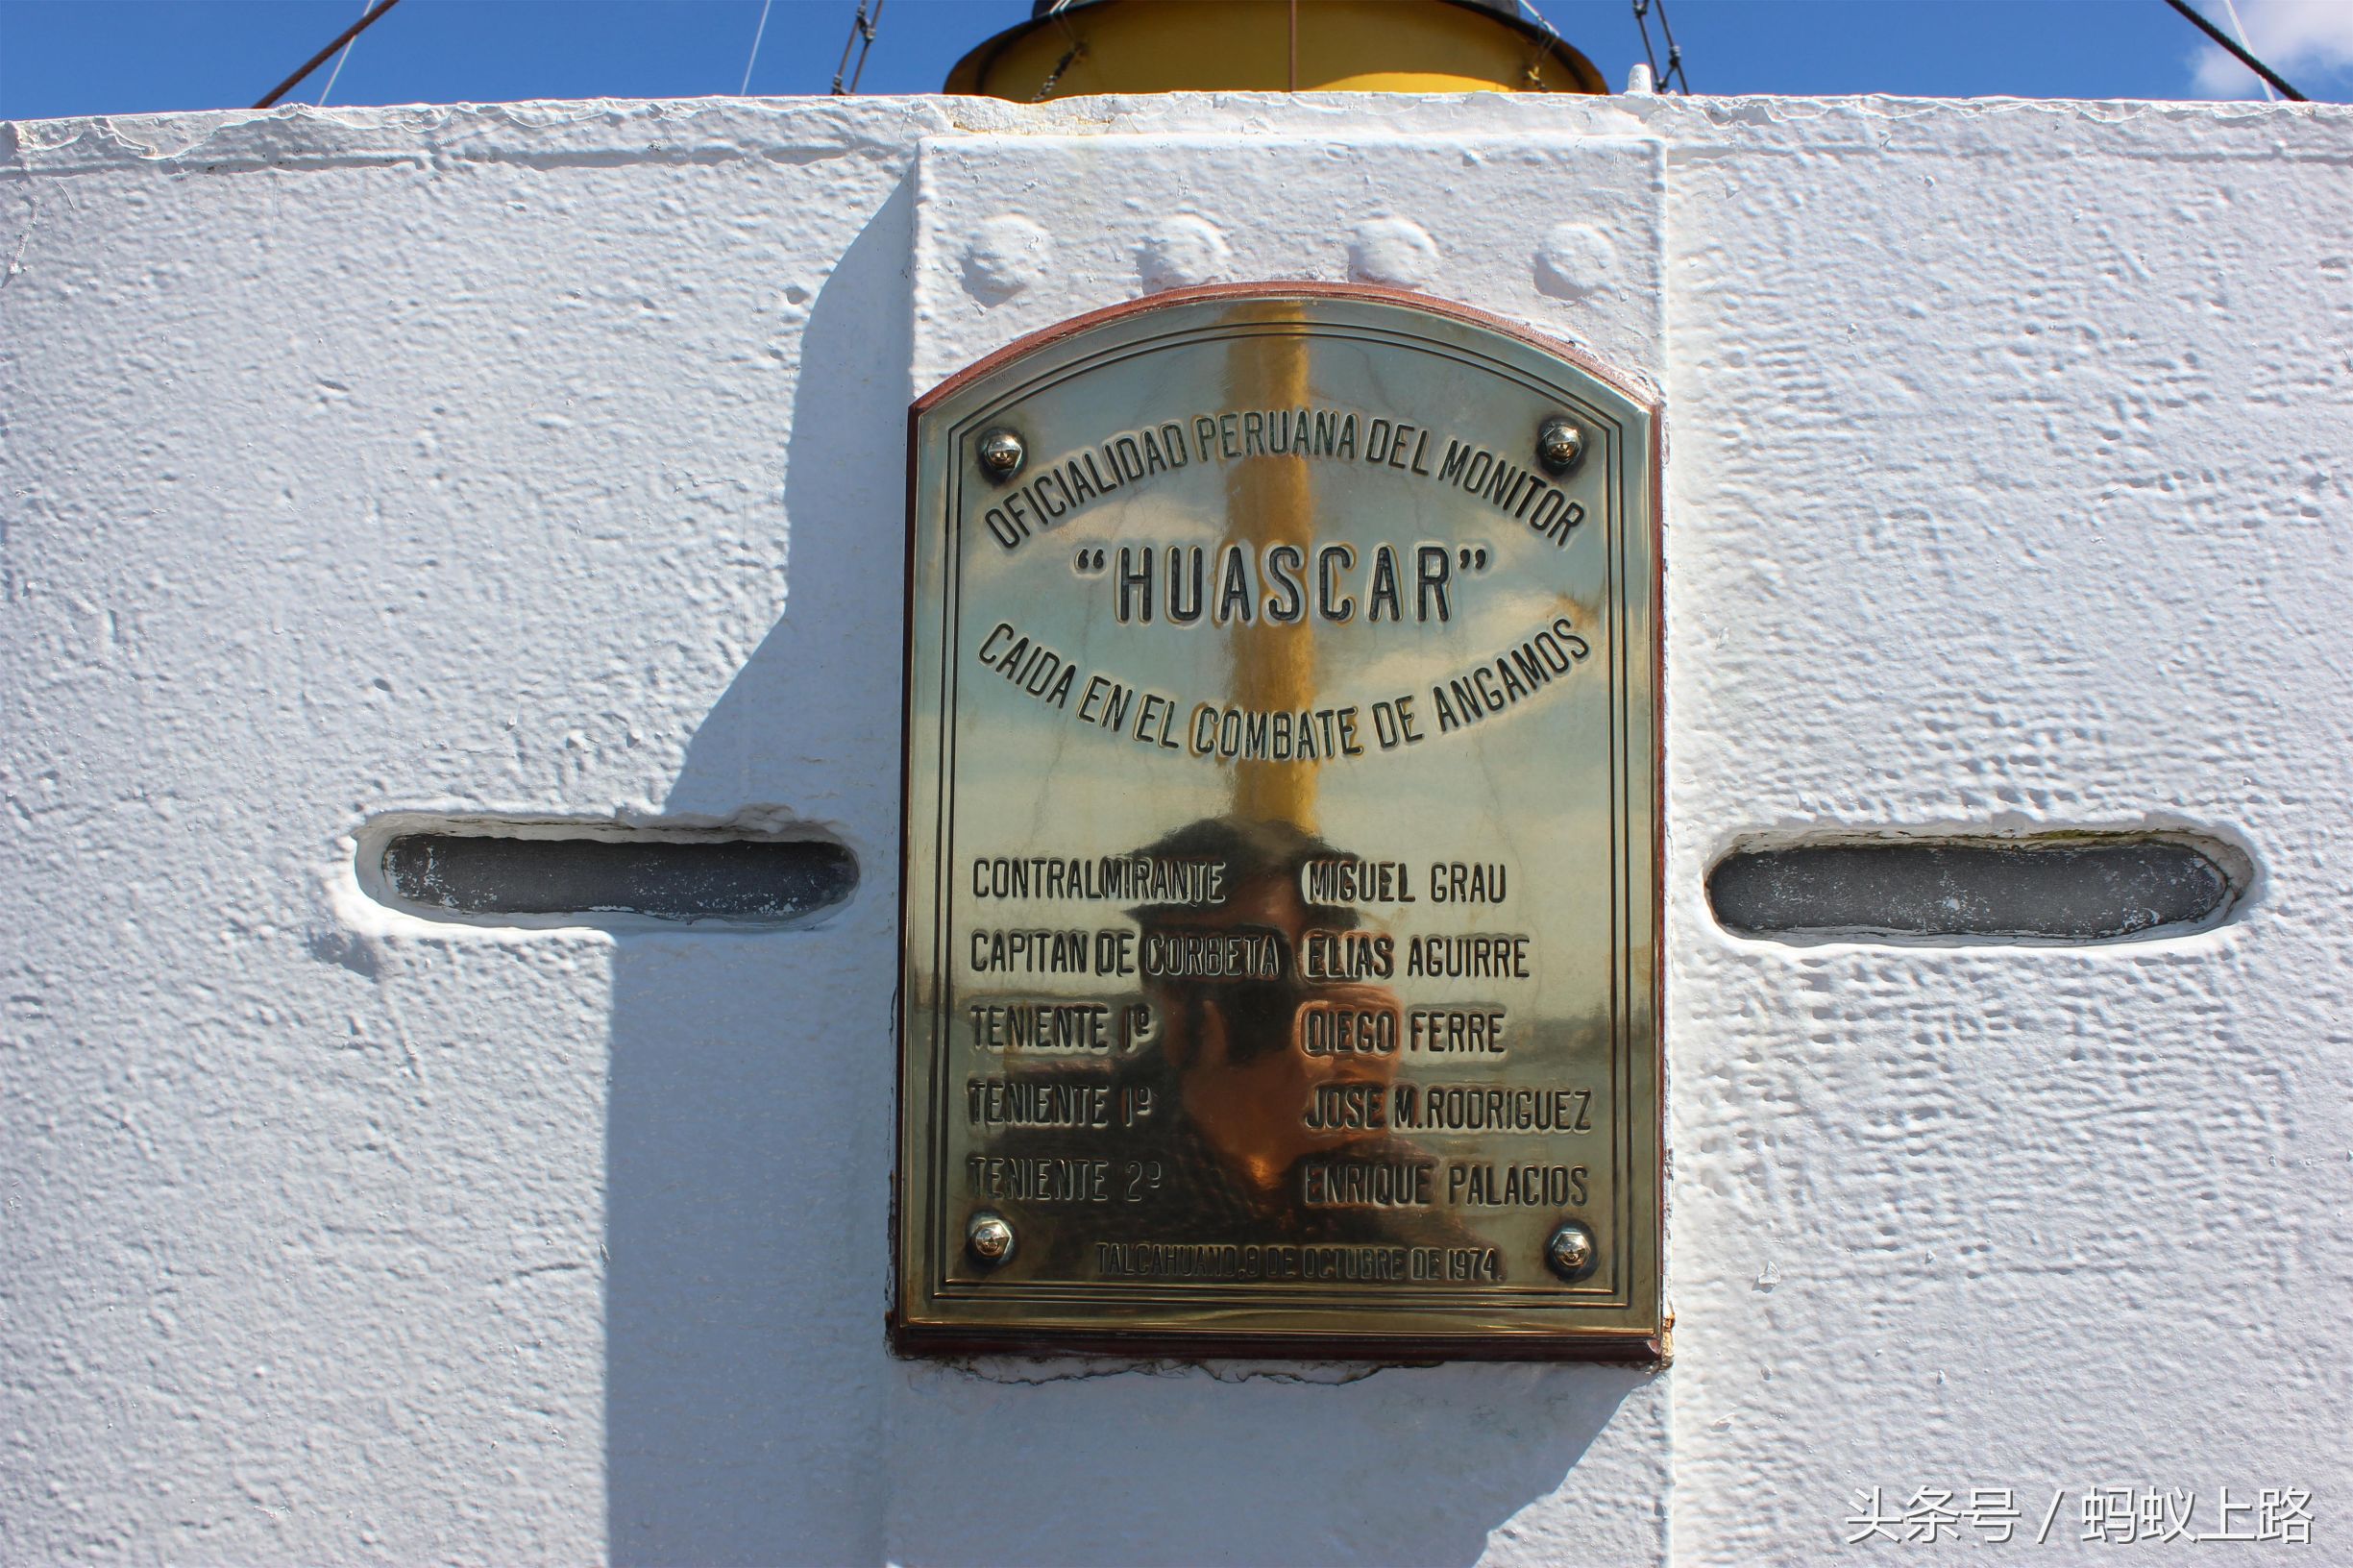 OFICIALIDAD PERUANA DEL MONITOR
“HUASCAR”
CAIDA EN EL COMBATE DE ANGAMOS
CONTRALMIRANTE MIGUEL GRAU
CAPITAN DE CORBETA ELIAS AGUIRRE
TENIENTE 1º DIEGO FERRE
TENIENTE 1º JOSE M. RODRIGUEZ
TENIENTE 2º ENRIQUE PALACIOS
TALCAHUANO, 8 DE OCTUBRE DE 1974.
头条号 / 蚂蚁上路